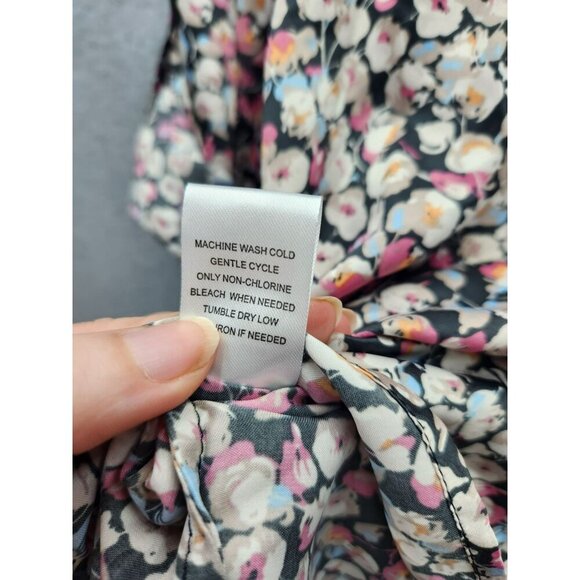 MACHINE WASH COLD
GENTLE CYCLE
ONLY NON-CHLORINE
BLEACH WHEN NEEDED
TUMBLE DRY LOW
IRON IF NEEDED